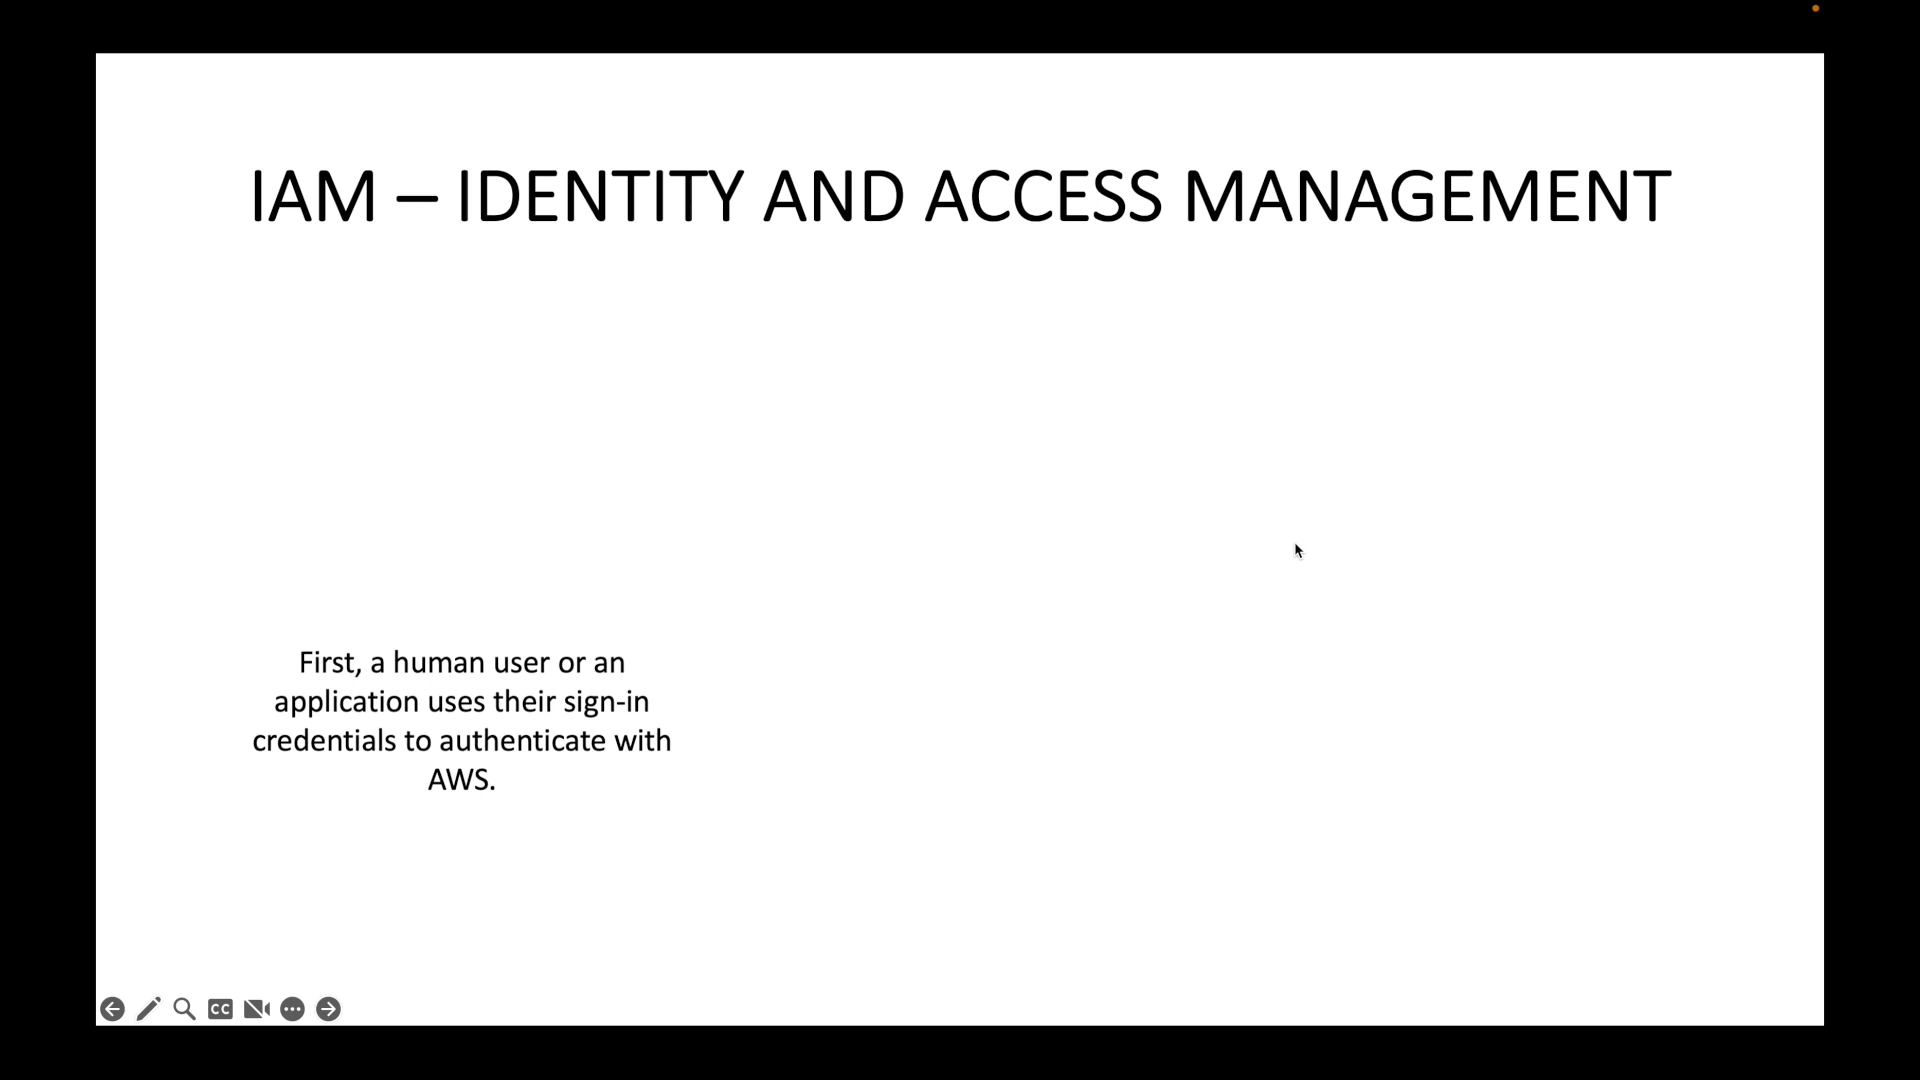 IAM – IDENTITY AND ACCESS MANAGEMENT
First, a human user or an
application uses their sign-in
credentials to authenticate with
AWS.
CC